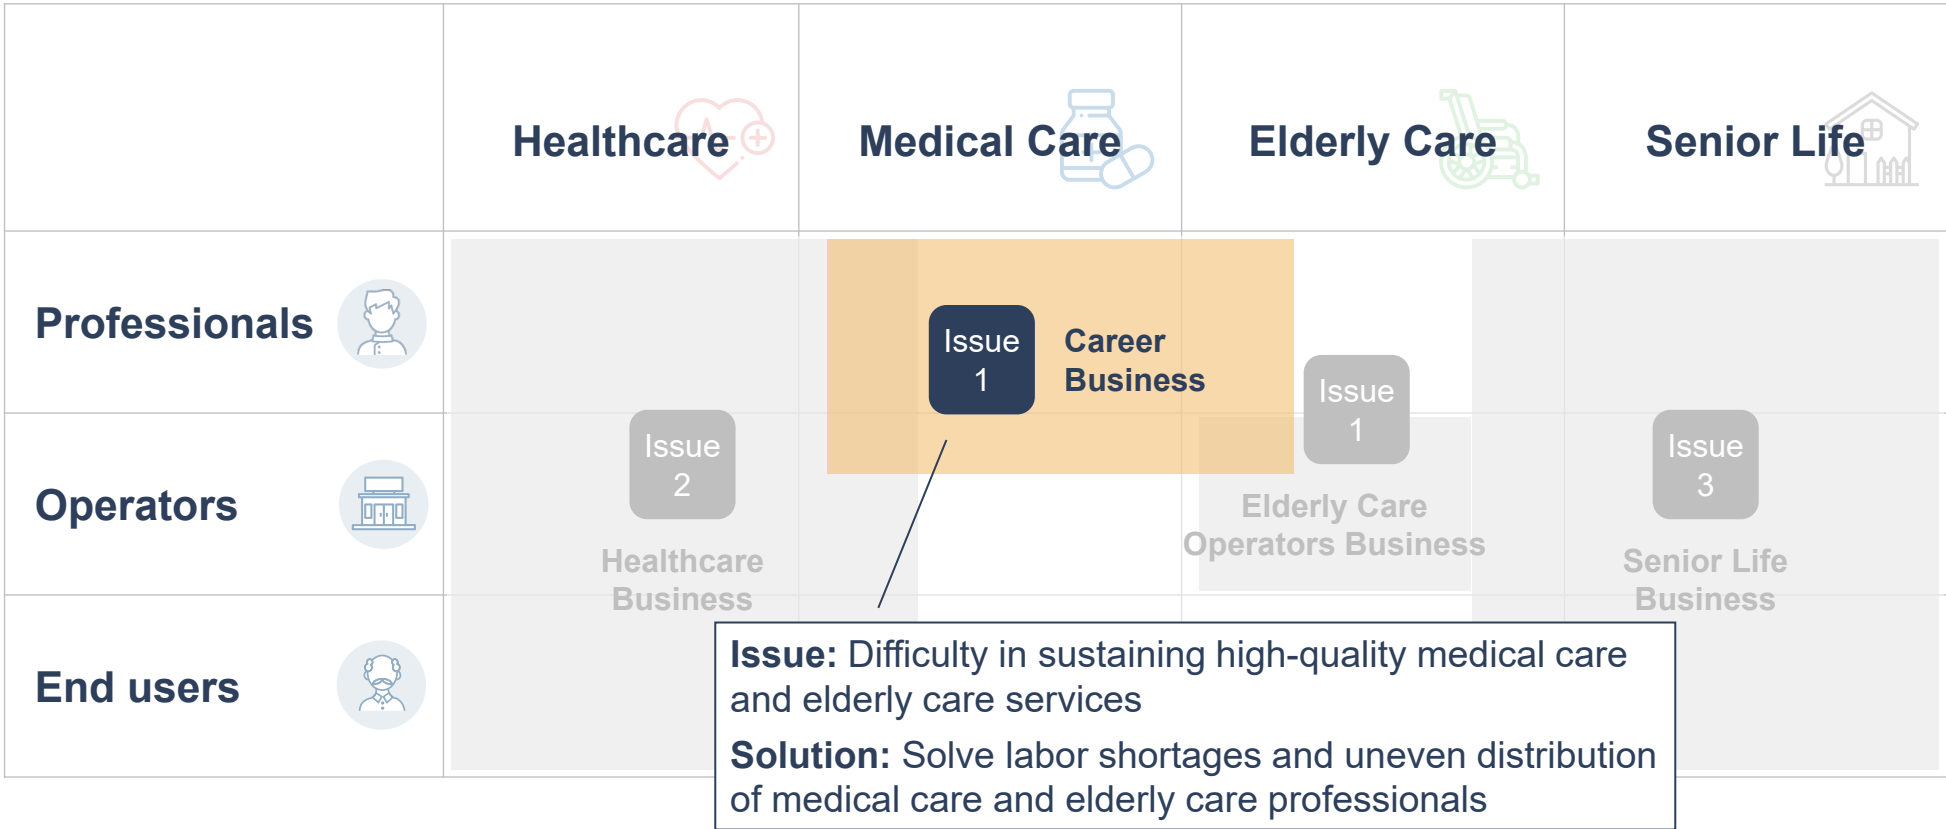 Healthcare
Medical Care
Elderly Care
Senior Life
Professionals
Issue
1
Career
Business
Issue
1
Operators
Issue
2
Healthcare
Business
Elderly Care
Operators Business
Issue
3
Senior Life
Business
End users
Issue: Difficulty in sustaining high-quality medical care
and elderly care services
Solution: Solve labor shortages and uneven distribution
of medical care and elderly care professionals